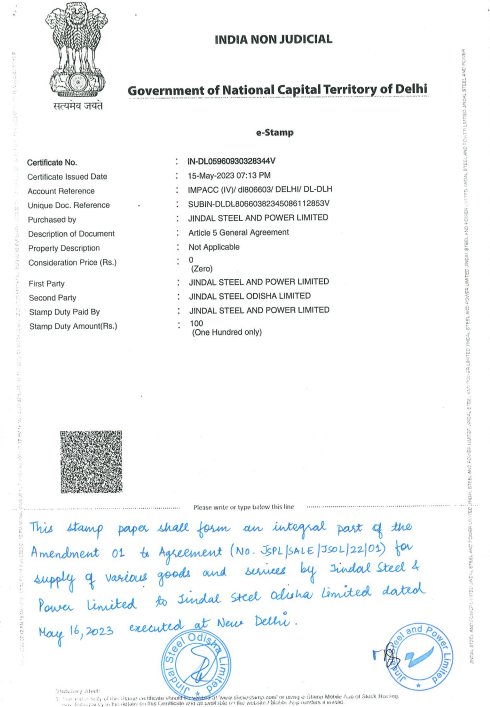 सत्यमेव जयते
INDIA NON JUDICIAL
Government of National Capital Territory of Delhi
e-Stamp
Certificate No. : IN-DL05960930328344V
Certificate Issued Date : 15-May-2023 07:13 PM
Account Reference : IMPACC (IV)/ dl806603/ DELHI/ DL-DLH
Unique Doc. Reference : SUBIN-DLDL80660382345086112853V
Purchased by : JINDAL STEEL AND POWER LIMITED
Description of Document : Article 5 General Agreement
Property Description : Not Applicable
Consideration Price (Rs.) : 0
(Zero)
First Party : JINDAL STEEL AND POWER LIMITED
Second Party : JINDAL STEEL ODISHA LIMITED
Stamp Duty Paid By : JINDAL STEEL AND POWER LIMITED
Stamp Duty Amount(Rs.) : 100
(One Hundred only)
Please write or type below this line
This stamp paper shall form an integral part of the
Amendment 01 to Agreement (No. JSPL/SALE/JSOL/22/01) for
supply of various goods and services by Jindal Steel &
Power Limited to Jindal Steel Odisha Limited dated
May 16, 2023 executed at New Delhi.
Jindal Steel Odisha Limited
Jindal Steel and Power Limited
Statutory Alert: